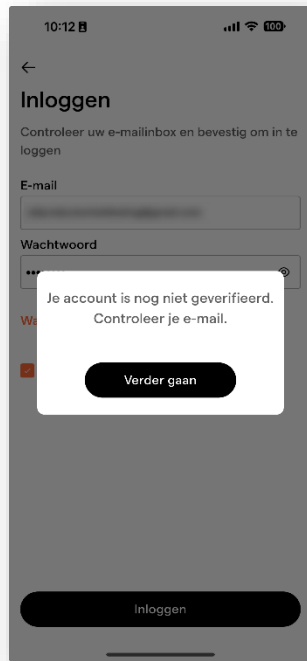 10:12
100
Inloggen
Controleer uw e-mailinbox en bevestig om in te
loggen
E-mail
Wachtwoord
Je account is nog niet geverifieerd.
Controleer je e-mail.
Verder gaan
Inloggen